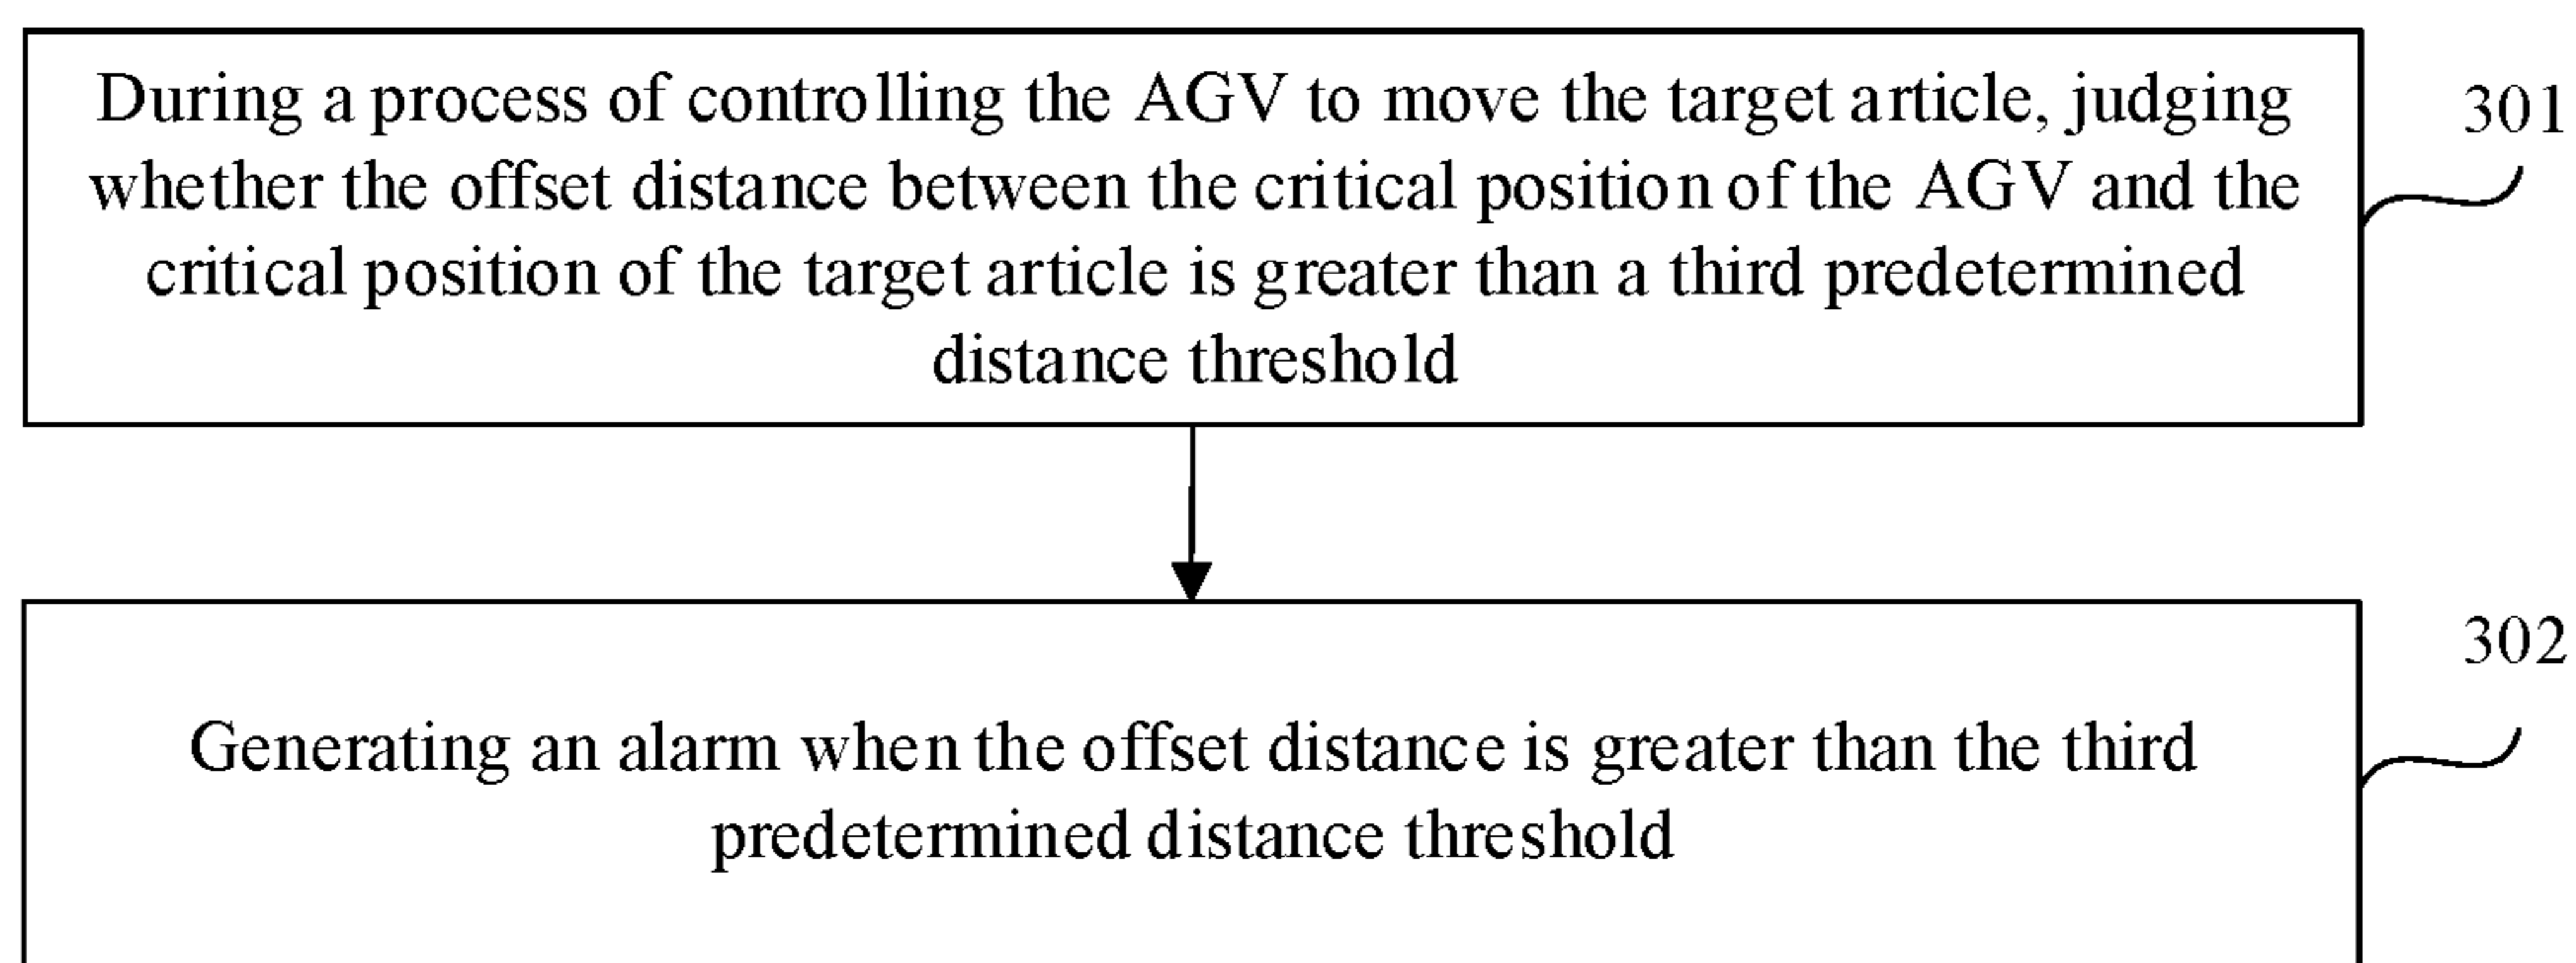 During a process of controlling the AGV to move the target article, judging
whether the offset distance between the critical position of the AGV and the
critical position of the target article is greater than a third predetermined
distance threshold
301
Generating an alarm when the offset distance is greater than the third
predetermined distance threshold
302